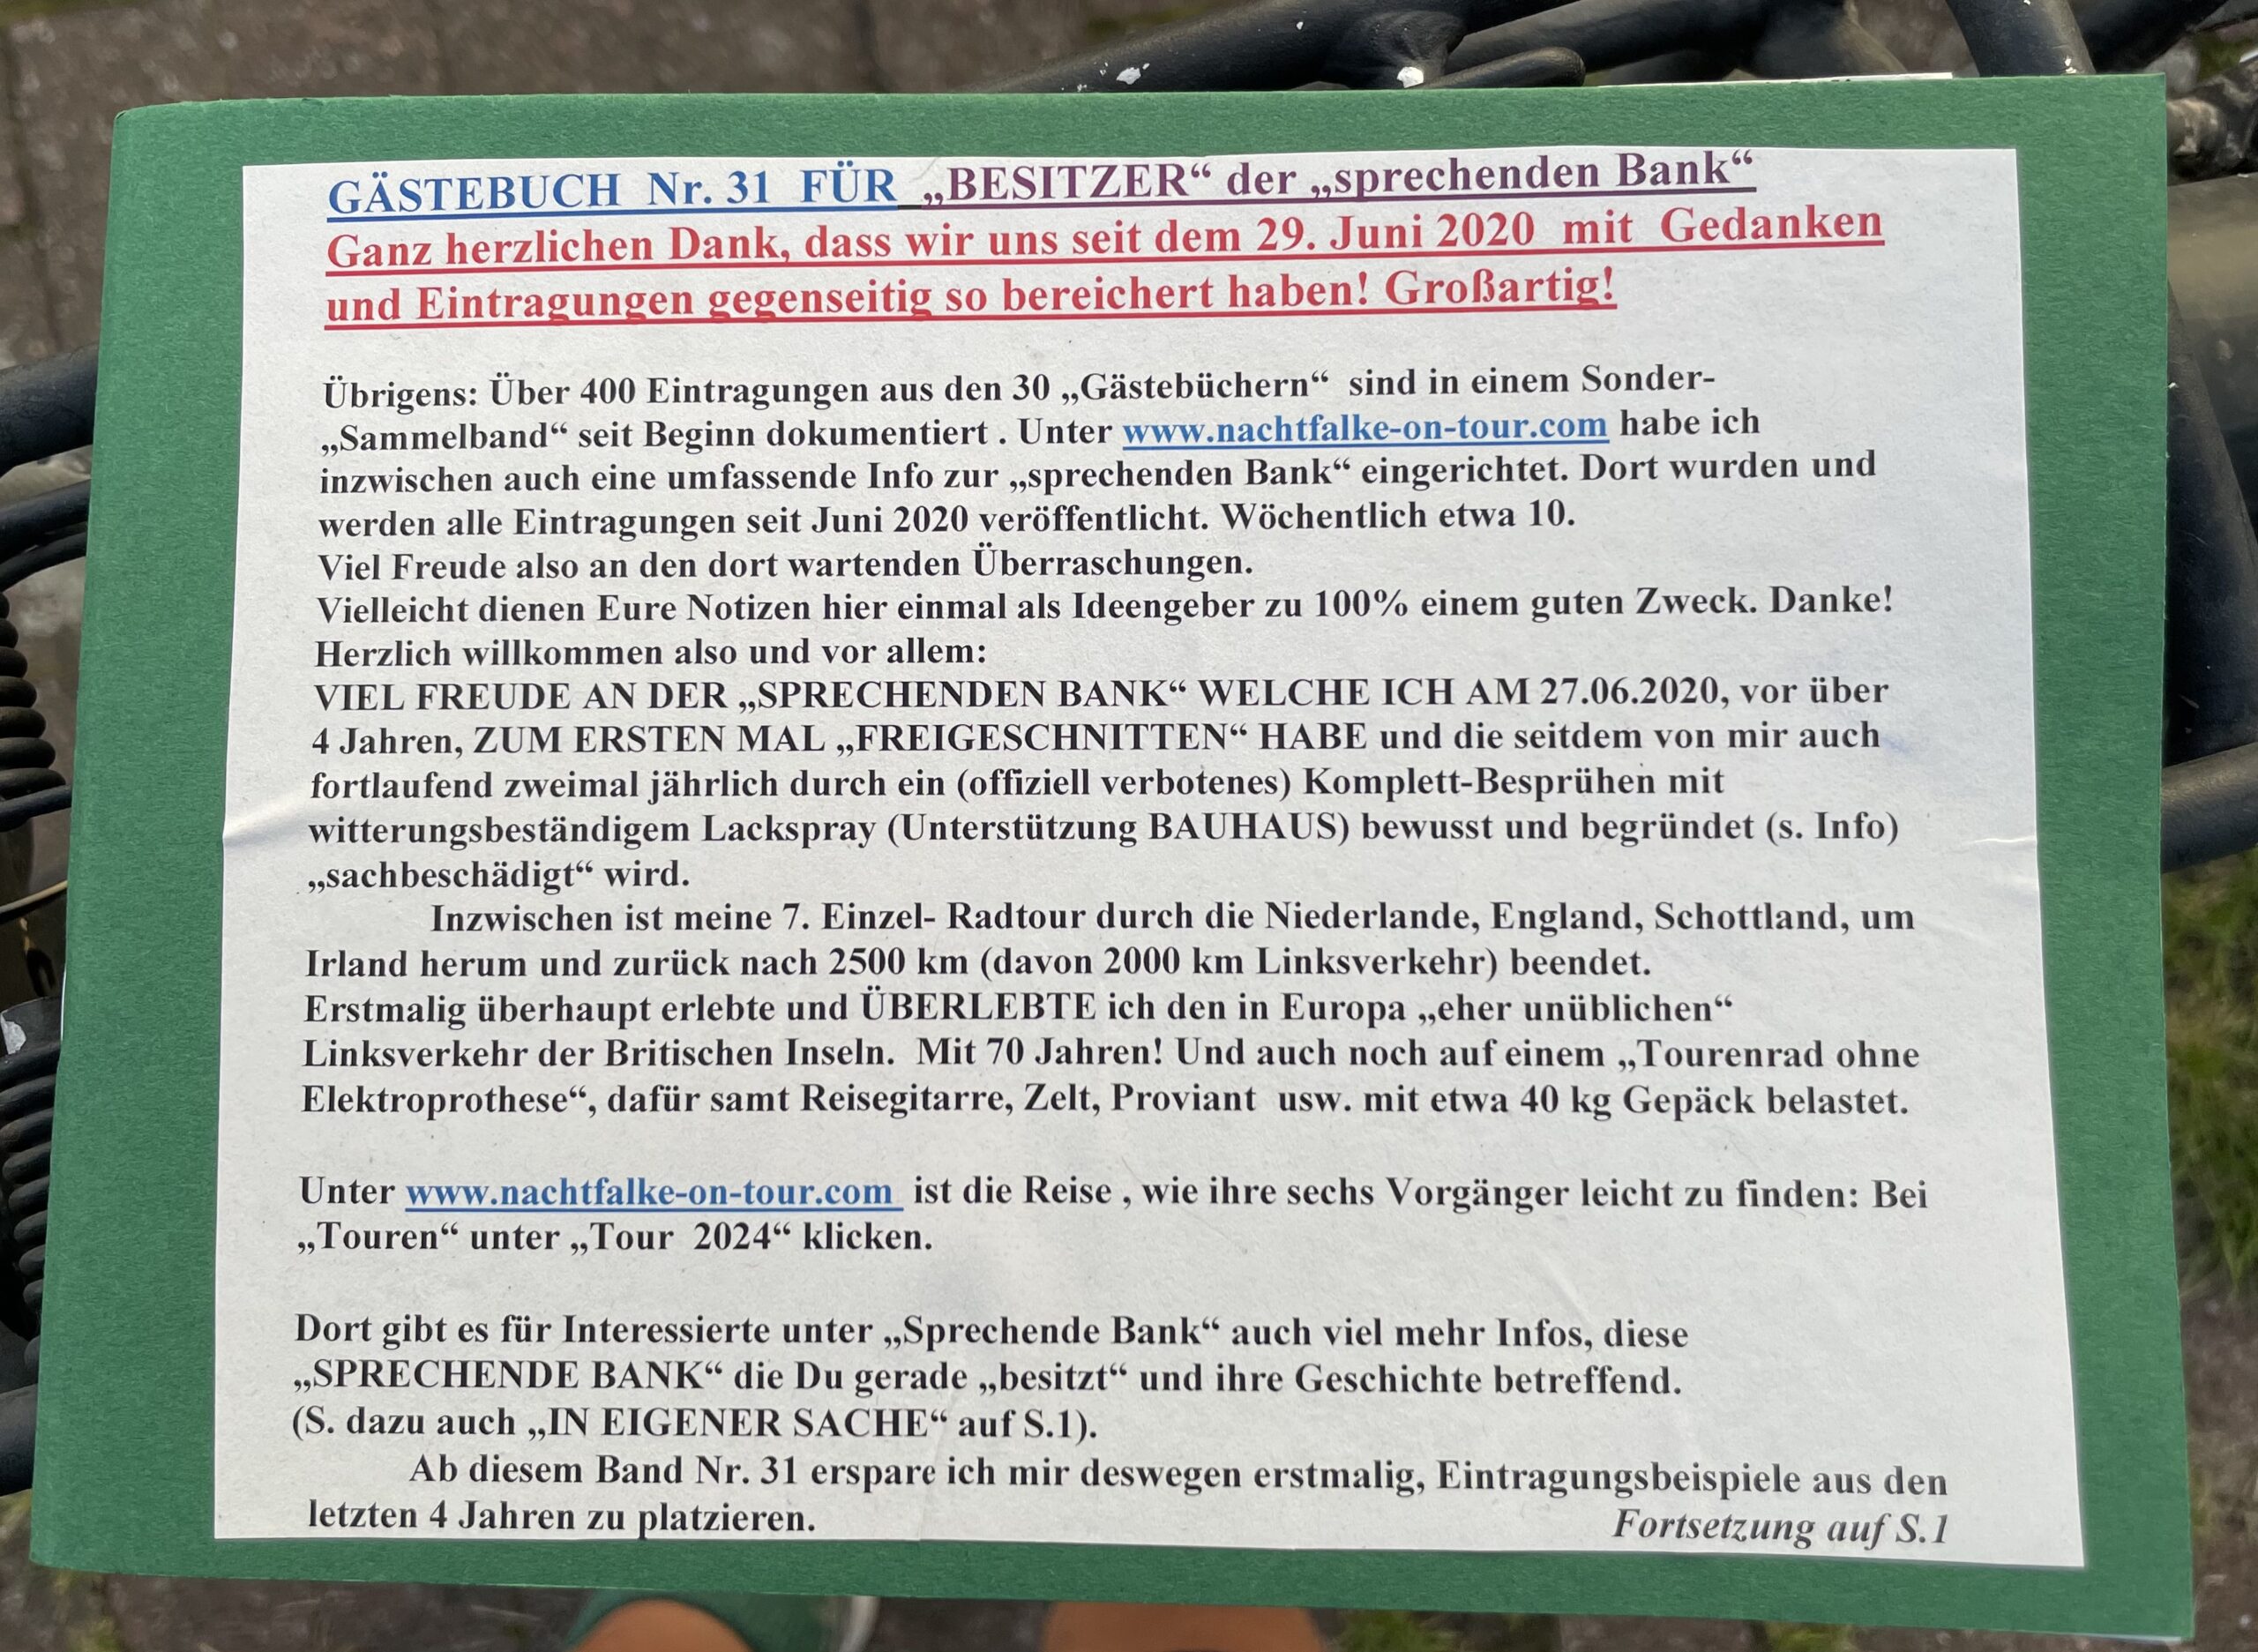 GÄSTEBUCH Nr. 31 FÜR „BESITZER“ der „sprechenden Bank“
Ganz herzlichen Dank, dass wir uns seit dem 29. Juni 2020 mit Gedanken
und Eintragungen gegenseitig so bereichert haben! Großartig!
Übrigens: Über 400 Eintragungen aus den 30 „Gästebüchern“ sind in einem Sonder-
„Sammelband“ seit Beginn dokumentiert . Unter www.nachtfalke-on-tour.com habe ich
inzwischen auch eine umfassende Info zur „sprechenden Bank“ eingerichtet. Dort wurden und
werden alle Eintragungen seit Juni 2020 veröffentlicht. Wöchentlich etwa 10.
Viel Freude also an den dort wartenden Überraschungen.
Vielleicht dienen Eure Notizen hier einmal als Ideengeber zu 100% einem guten Zweck. Danke!
Herzlich willkommen also und vor allem:
VIEL FREUDE AN DER „SPRECHENDEN BANK“ WELCHE ICH AM 27.06.2020, vor über
4 Jahren, ZUM ERSTEN MAL „FREIGESCHNITTEN“ HABE und die seitdem von mir auch
fortlaufend zweimal jährlich durch ein (offiziell verbotenes) Komplett-Besprühen mit
witterungsbeständigem Lackspray (Unterstützung BAUHAUS) bewusst und begründet (s. Info)
„sachbeschädigt“ wird.
Inzwischen ist meine 7. Einzel- Radtour durch die Niederlande, England, Schottland, um
Irland herum und zurück nach 2500 km (davon 2000 km Linksverkehr) beendet.
Erstmalig überhaupt erlebte und ÜBERLEBTE ich den in Europa „eher unüblichen“
Linksverkehr der Britischen Inseln. Mit 70 Jahren! Und auch noch auf einem „Tourenrad ohne
Elektroprothese“, dafür samt Reisegitarre, Zelt, Proviant usw. mit etwa 40 kg Gepäck belastet.
Unter www.nachtfalke-on-tour.com ist die Reise , wie ihre sechs Vorgänger leicht zu finden: Bei
„Touren“ unter „Tour 2024“ klicken.
Dort gibt es für Interessierte unter „Sprechende Bank“ auch viel mehr Infos, diese
„SPRECHENDE BANK“ die Du gerade „besitzt“ und ihre Geschichte betreffend.
(S. dazu auch „IN EIGENER SACHE“ auf S.1).
Ab diesem Band Nr. 31 erspare ich mir deswegen erstmalig, Eintragungsbeispiele aus den
letzten 4 Jahren zu platzieren. Fortsetzung auf S.1